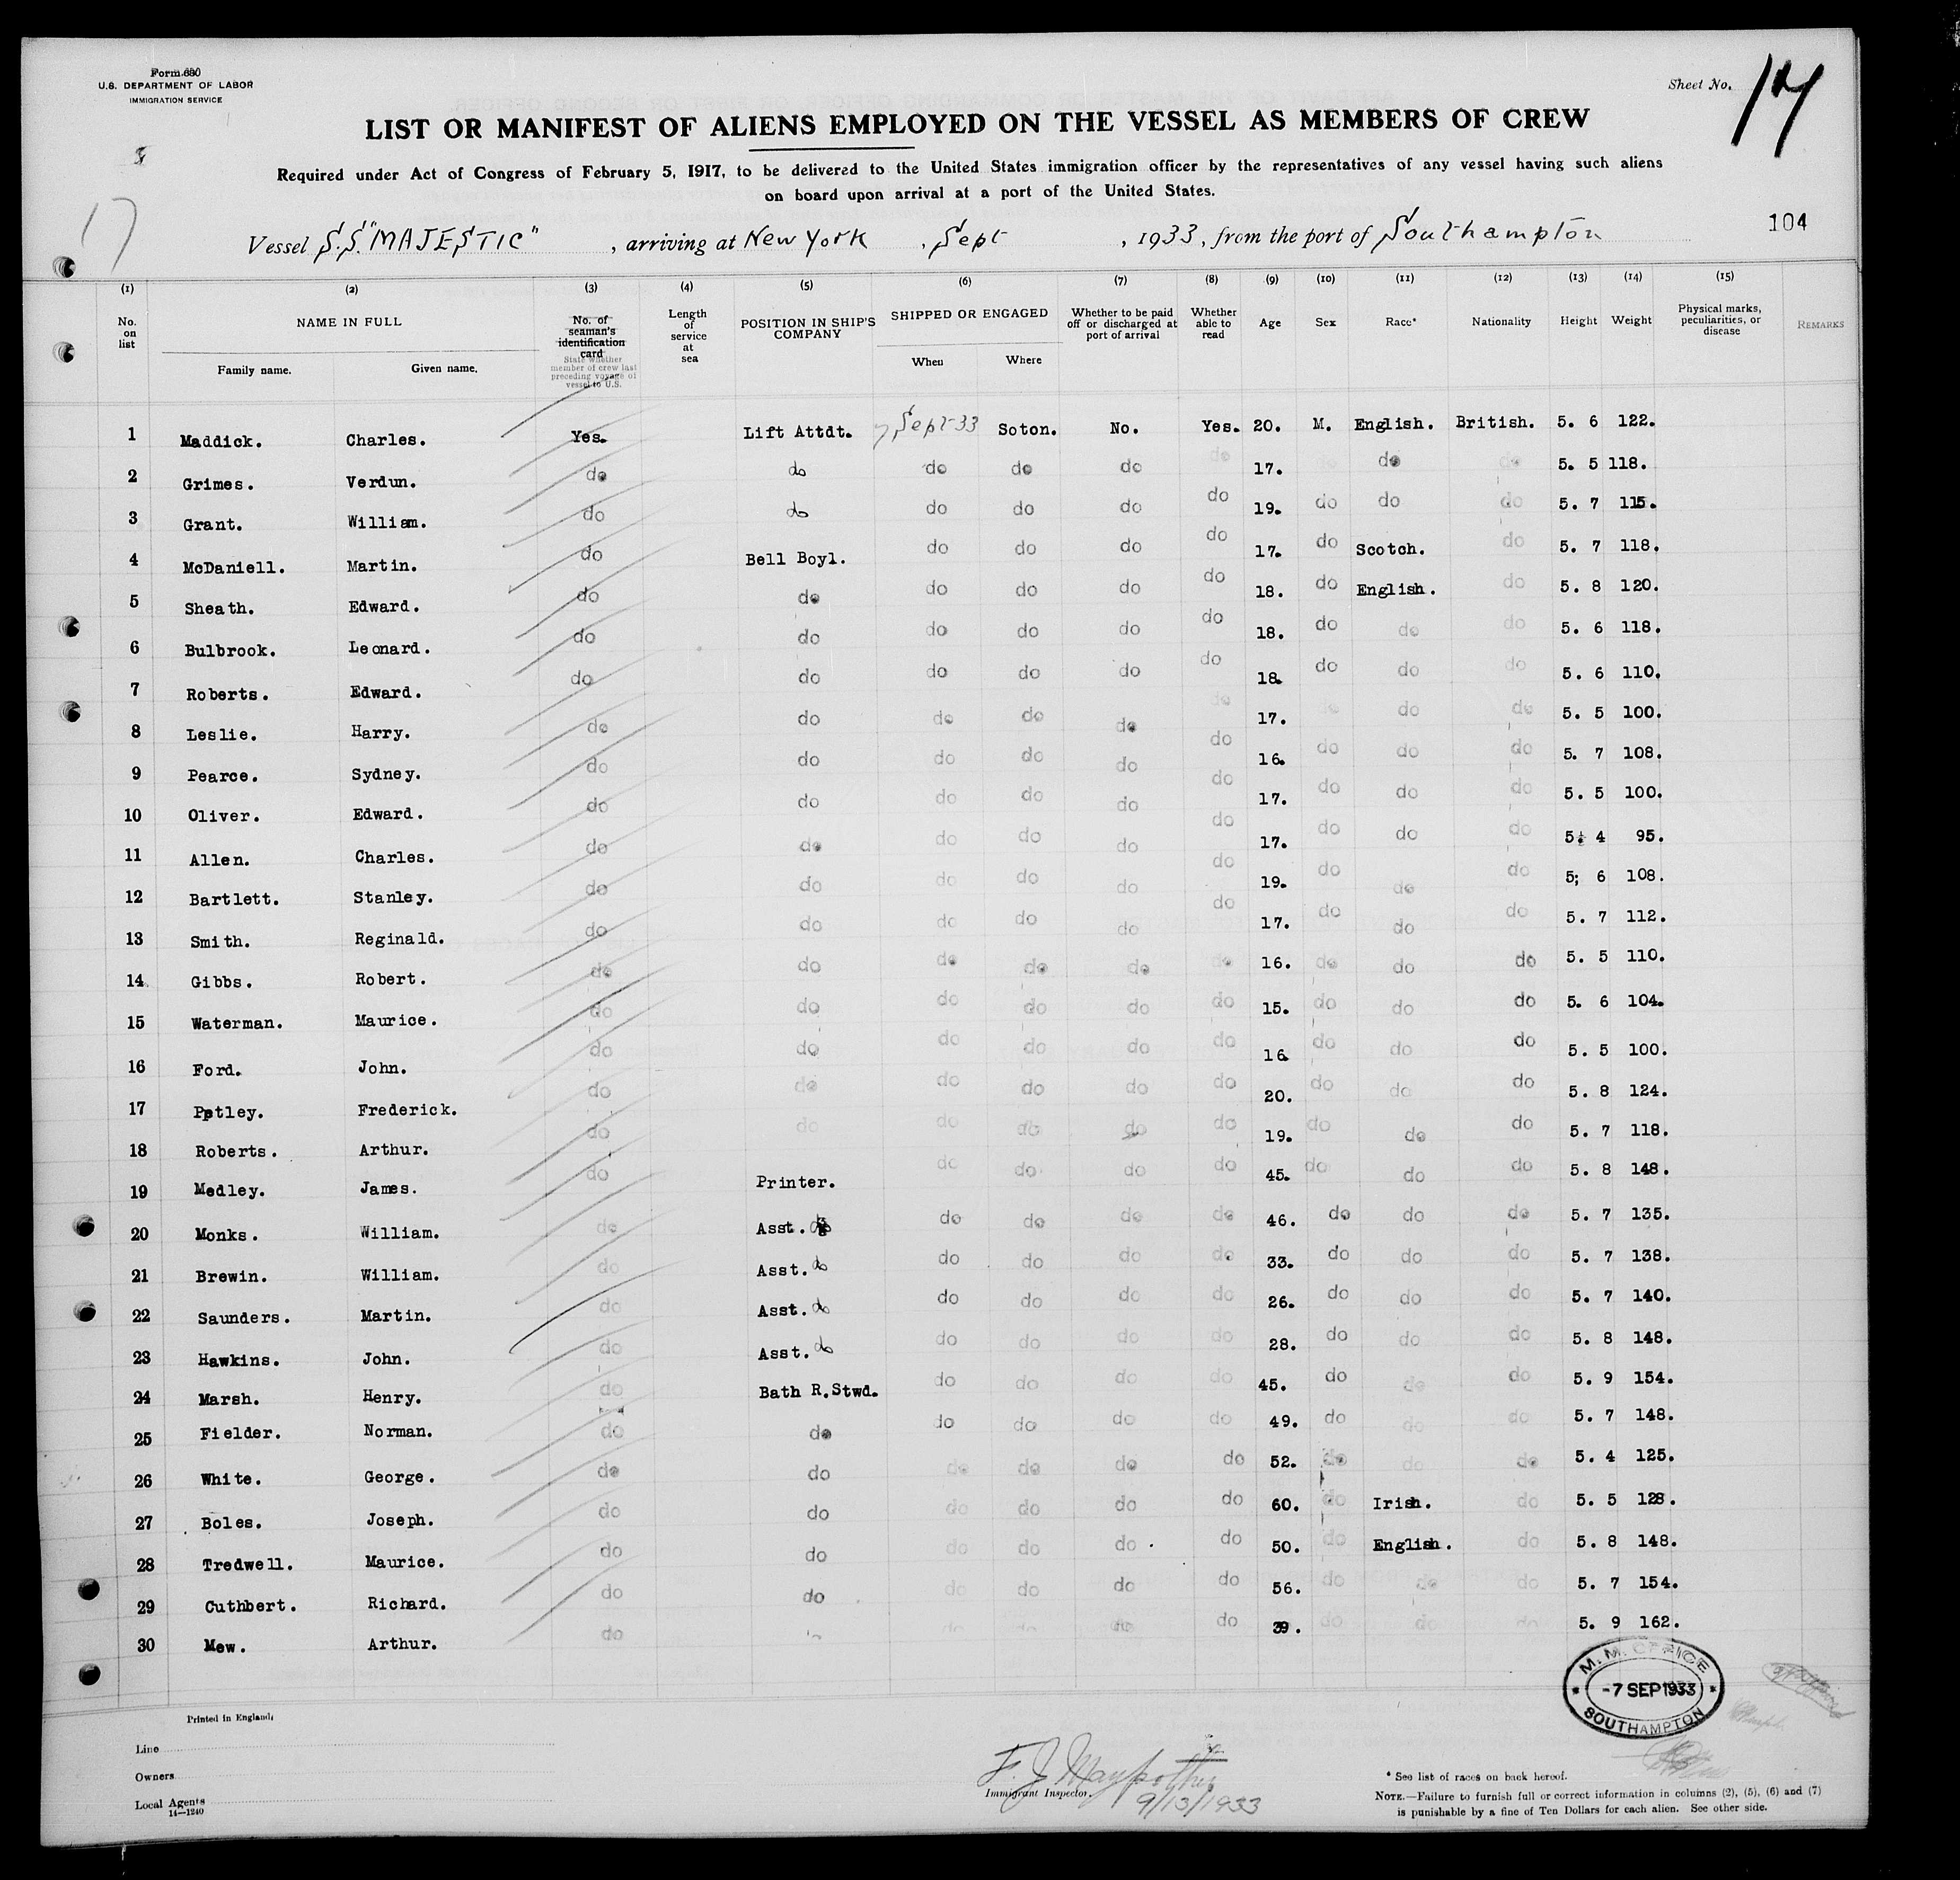 Form 680
U.S. DEPARTMENT OF LABOR
IMMIGRATION SERVICE
Sheet No. 17
LIST OR MANIFEST OF ALIENS EMPLOYED ON THE VESSEL AS MEMBERS OF CREW
Required under Act of Congress of February 5, 1917, to be delivered to the United States immigration officer by the representatives of any vessel having such aliens
on board upon arrival at a port of the United States.
17
104
Vessel S.S. "MAJESTIC" , arriving at New York , Sept , 1933, from the port of Southampton
(1) (2) (3) (4) (5) (6) (7) (8) (9) (10) (11) (12) (13) (14) (15)
No. on list NAME IN FULL Family name. Given name. No. of seaman's identification card State whether member of crew last preceding voyage of vessel to U.S. Length of service at sea POSITION IN SHIP'S COMPANY SHIPPED OR ENGAGED When Where Whether to be paid off or discharged at port of arrival Whether able to read Age Sex Race* Nationality Height Weight Physical marks, peculiarities, or disease REMARKS
1 Maddick. Charles. Yes. Lift Attdt. 7 Sept-33 Soton. No. Yes. 20. M. English. British. 5. 6 122.
2 Grimes. Verdun. do do do do do do 17. do do do 5. 5 118.
3 Grant. William. do do do do do do 19. do do do 5. 7 115.
4 McDaniell. Martin. do Bell Boyl. do do do do 17. do Scotch. do 5. 7 118.
5 Sheath. Edward. do do do do do do 18. do English. do 5. 8 120.
6 Bulbrook. Leonard. do do do do do do 18. do do do 5. 6 118.
7 Roberts. Edward. do do do do do do 18. do do do 5. 6 110.
8 Leslie. Harry. do do do do do do 17. do do do 5. 5 100.
9 Pearce. Sydney. do do do do do do 16. do do do 5. 7 108.
10 Oliver. Edward. do do do do do do 17. do do do 5. 5 100.
11 Allen. Charles. do do do do do do 17. do do do 5. 4 95.
12 Bartlett. Stanley. do do do do do do 19. do do do 5; 6 108.
13 Smith. Reginald. do do do do do do 17. do do do 5. 7 112.
14 Gibbs. Robert. do do do do do do 16. do do do 5. 5 110.
15 Waterman. Maurice. do do do do do do 15. do do do 5. 6 104.
16 Ford. John. do do do do do do 16 do do do 5. 5 100.
17 Petley. Frederick. do do do do do do 20. do do do 5. 8 124.
18 Roberts. Arthur. do do do do do do 19. do do do 5. 7 118.
19 Medley. James. do Printer. do do do do 45. do do do 5. 8 148.
20 Monks. William. do Asst. do do do do do 46. do do do 5. 7 135.
21 Brewin. William. do Asst. do do do do do 33. do do do 5. 7 138.
22 Saunders. Martin. do Asst. do do do do do 26. do do do 5. 7 140.
23 Hawkins. John. do Asst. do do do do do 28. do do do 5. 8 148.
24 Marsh. Henry. do Bath R.Stwd. do do do do 45. do do do 5. 9 154.
25 Fielder. Norman. do do do do do do 49. do do do 5. 7 148.
26 White. George. do do do do do do 52. do do do 5. 4 125.
27 Boles. Joseph. do do do do do do 60. do Irish. do 5. 5 128.
28 Tredwell. Maurice. do do do do do do 50. do English. do 5. 8 148.
29 Cuthbert. Richard. do do do do do do 56. do do do 5. 7 154.
30 Mew. Arthur. do do do do 39. do do do 5. 9 162.
M. M. OFFICE
-7 SEP 1933
SOUTHAMPTON
Printed in England.
Line
Owners
Local Agents
14—1240
Immigrant Inspector.
9/13/1933
* See list of races on back hereof.
NOTE.—Failure to furnish full or correct information in columns (2), (5), (6) and (7)
is punishable by a fine of Ten Dollars for each alien. See other side.